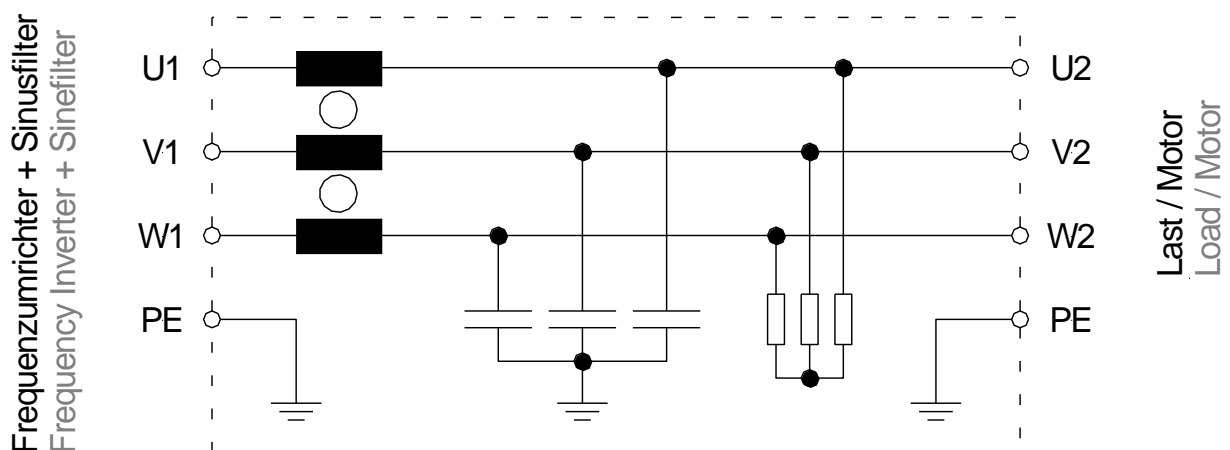 Frequenzumrichter + Sinusfilter
Frequency Inverter + Sinefilter
U1
V1
W1
PE
U2
V2
W2
PE
Last / Motor
Load / Motor